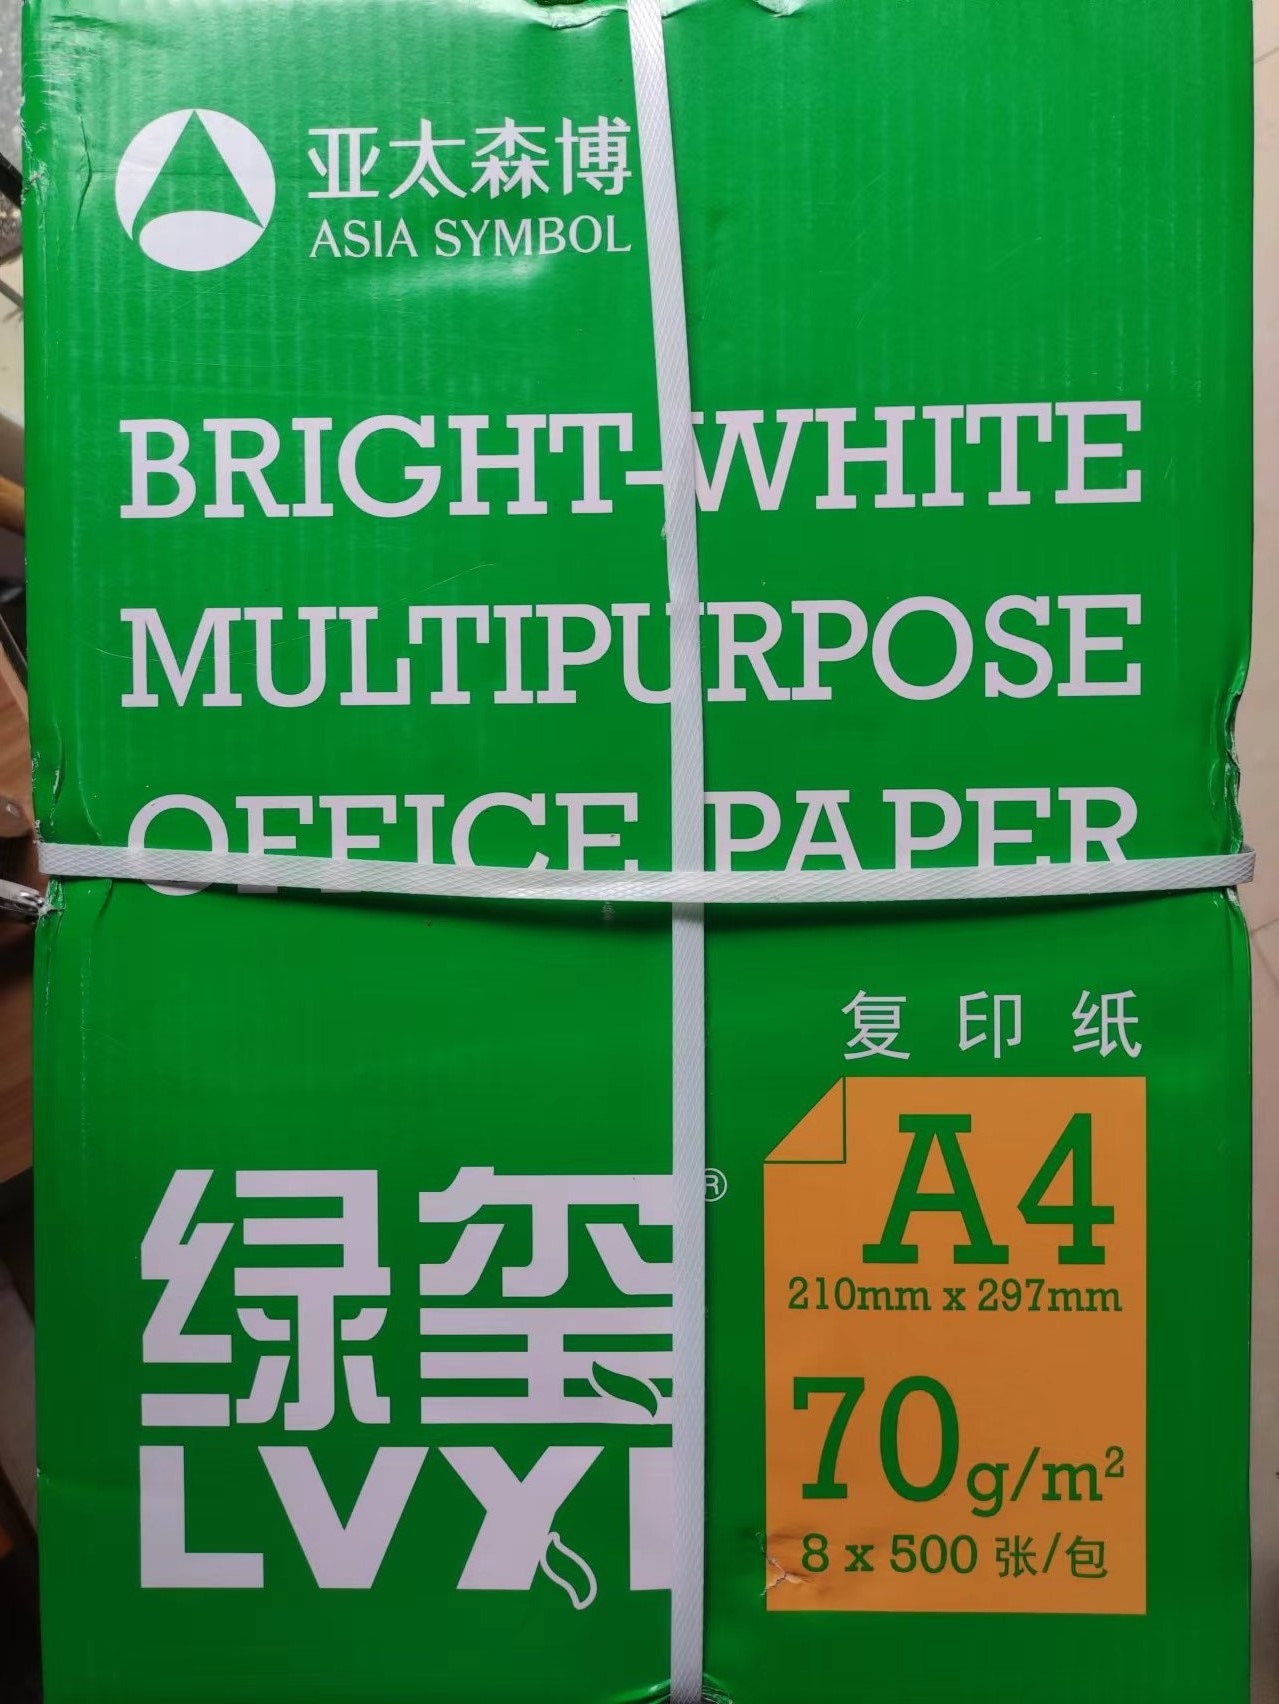 亚太森博
ASIA SYMBOL
BRIGHT-WHITE
MULTIPURPOSE
OFFICE PAPER
复印纸
绿玺®
LVXI
A4
210mm x 297mm
70g/m²
8 x 500 张/包